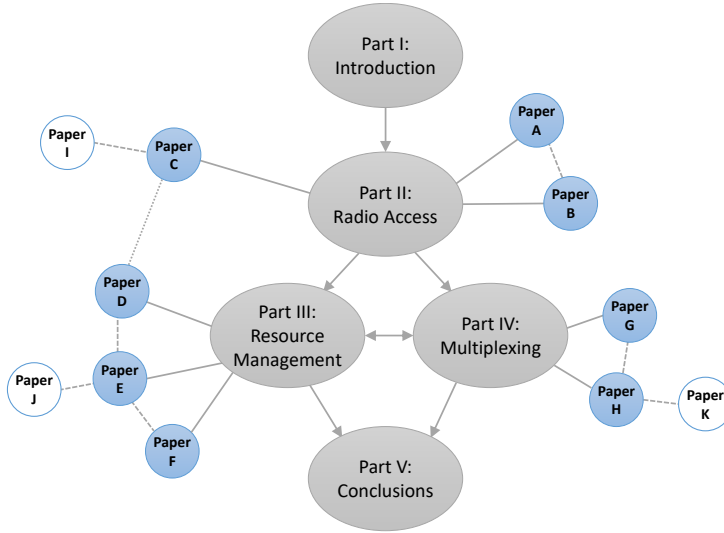 Part I:
Introduction
Paper
A
Paper
I
Paper
C
Part II:
Radio Access
Paper
B
Paper
D
Part III:
Resource
Management
Part IV:
Multiplexing
Paper
G
Paper
J
Paper
E
Paper
H
Paper
K
Paper
F
Part V:
Conclusions